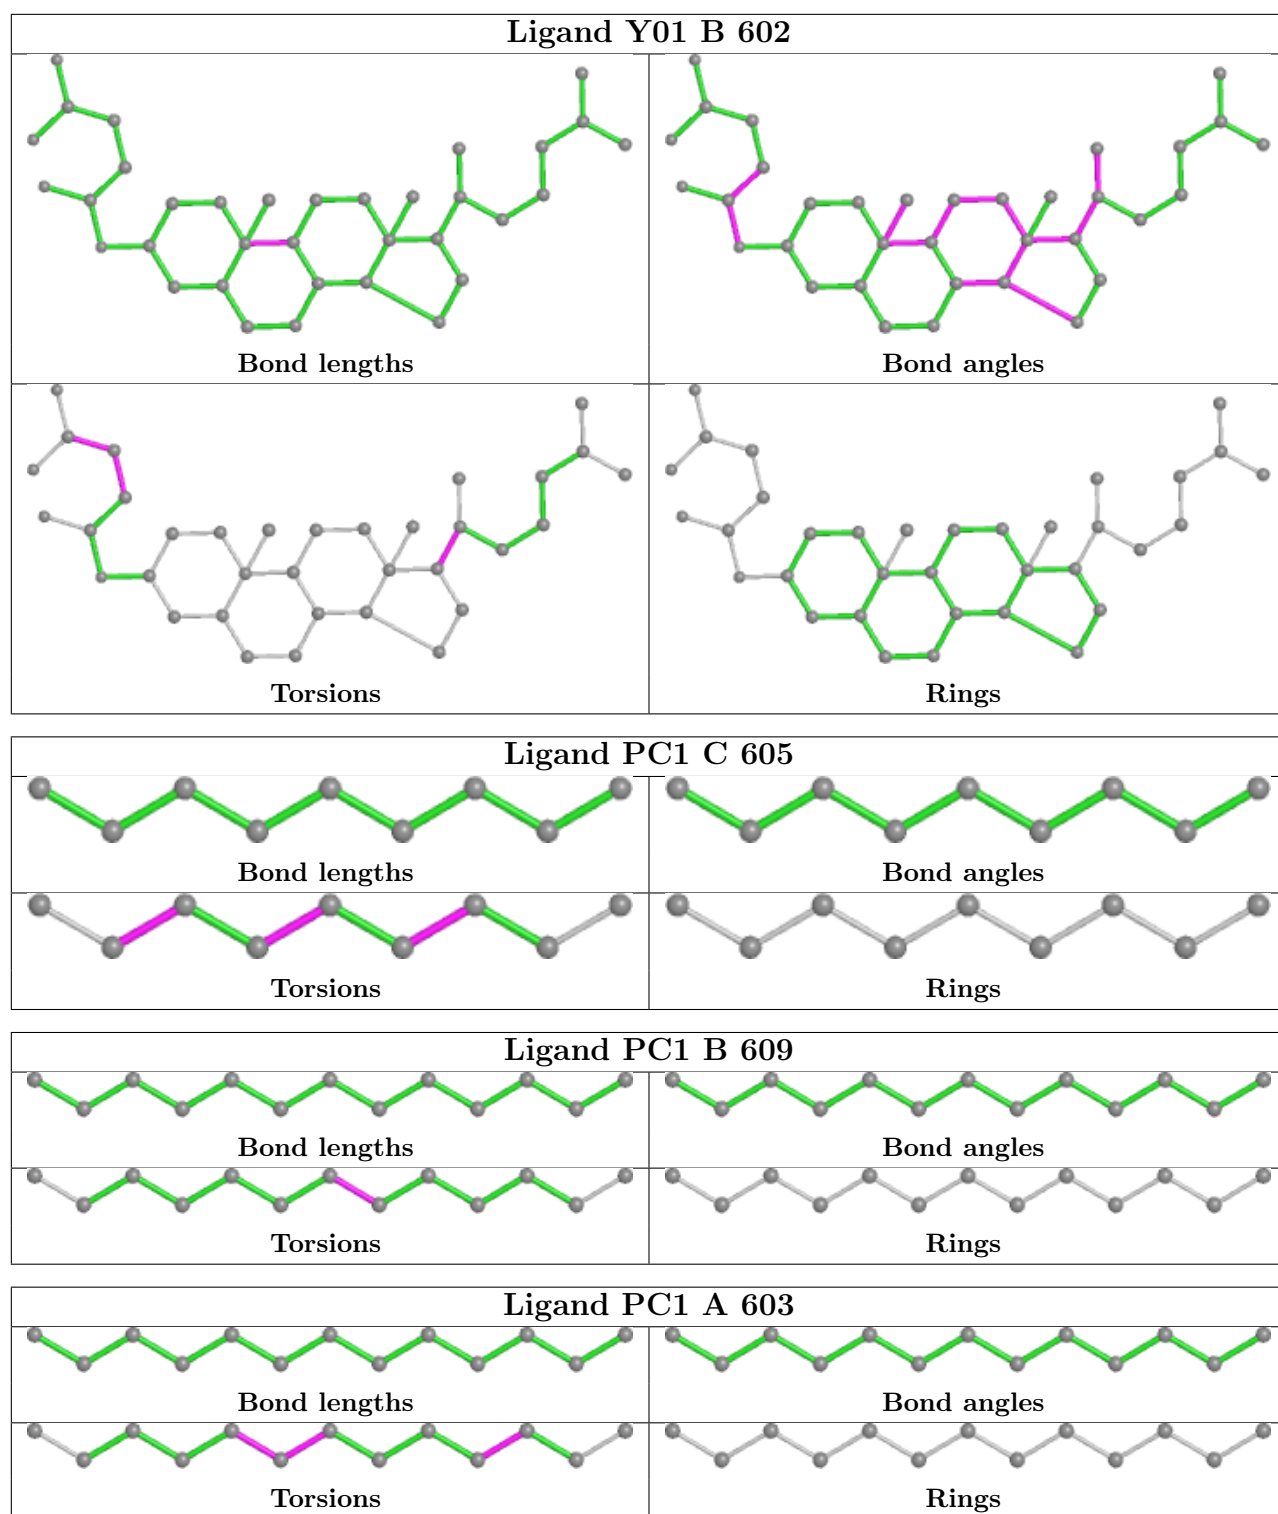 Ligand Y01 B 602
Bond lengths
Bond angles
Torsions
Rings
Ligand PC1 C 605
Bond lengths
Bond angles
Torsions
Rings
Ligand PC1 B 609
Bond lengths
Bond angles
Torsions
Rings
Ligand PC1 A 603
Bond lengths
Bond angles
Torsions
Rings